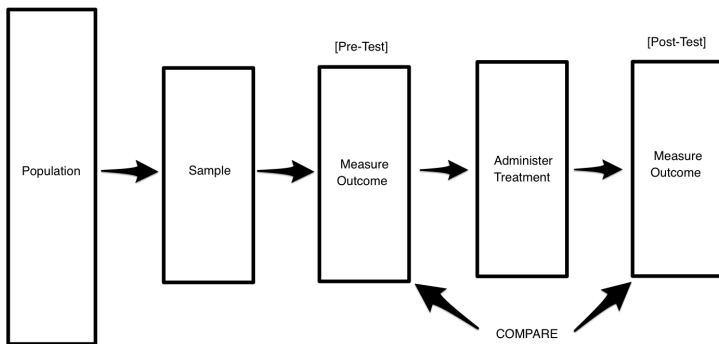 [Pre-Test]
[Post-Test]
Population
Sample
Measure
Outcome
Administer
Treatment
Measure
Outcome
COMPARE